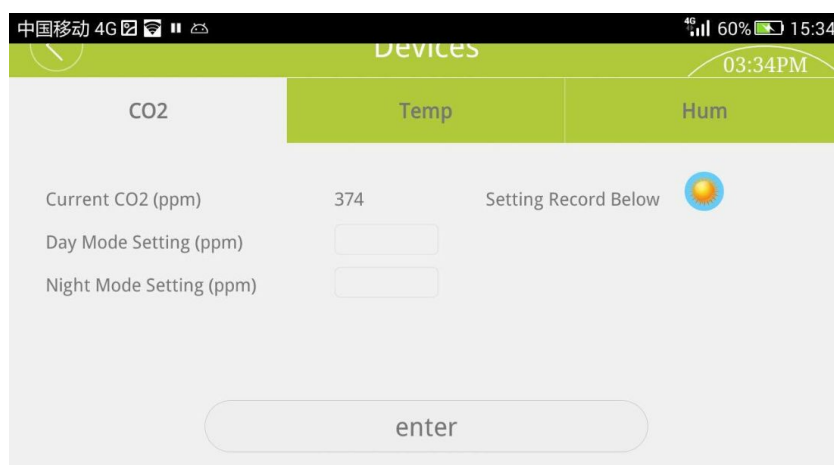 中国移动 4G 4G 60% 15:34
Devices
03:34PM
CO2 Temp Hum
Current CO2 (ppm) 374 Setting Record Below
Day Mode Setting (ppm)
Night Mode Setting (ppm)
enter